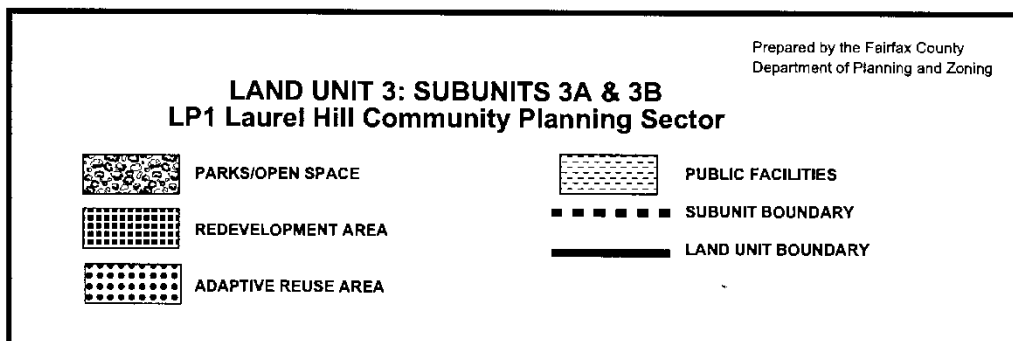 Prepared by the Fairfax County
Department of Planning and Zoning
LAND UNIT 3: SUBUNITS 3A & 3B
LP1 Laurel Hill Community Planning Sector
PARKS/OPEN SPACE
PUBLIC FACILITIES
REDEVELOPMENT AREA
SUBUNIT BOUNDARY
LAND UNIT BOUNDARY
ADAPTIVE REUSE AREA